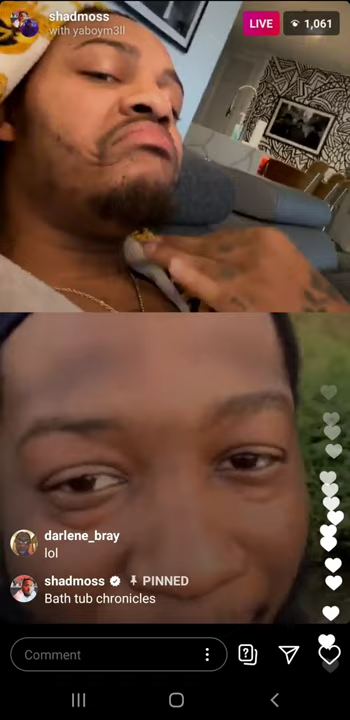 shadmoss
with yaboym3ll
LIVE
1,061
darlene_bray
lol
shadmoss PINNED
Bath tub chronicles
Comment